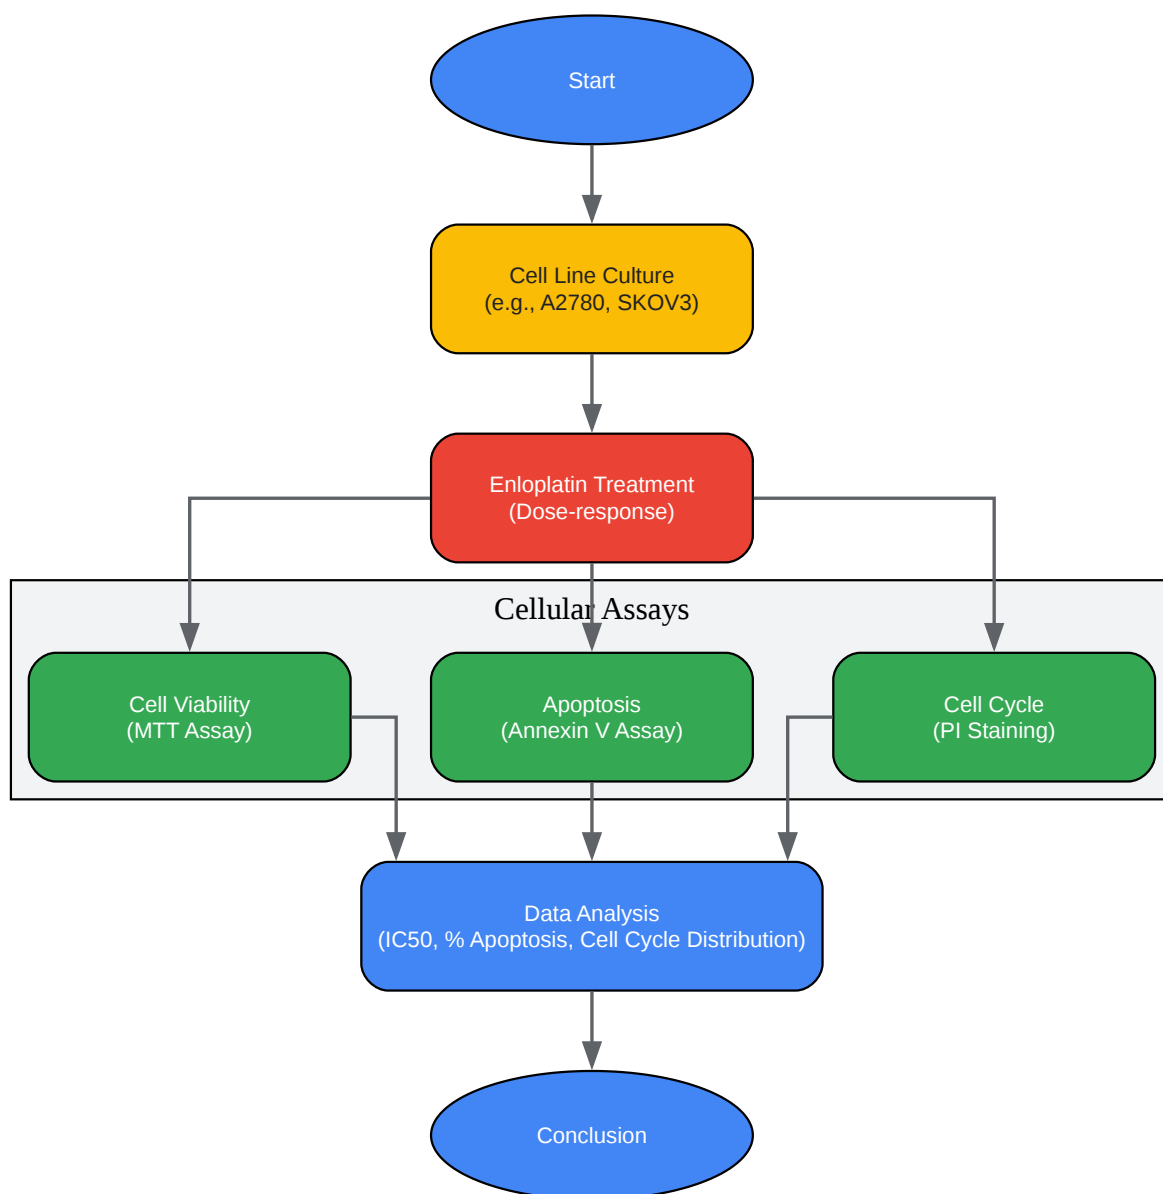 Start
Cell Line Culture
(e.g., A2780, SKOV3)
Enloplatin Treatment
(Dose-response)
Cellular Assays
Cell Viability
(MTT Assay)
Apoptosis
(Annexin V Assay)
Cell Cycle
(PI Staining)
Data Analysis
(IC50, % Apoptosis, Cell Cycle Distribution)
Conclusion